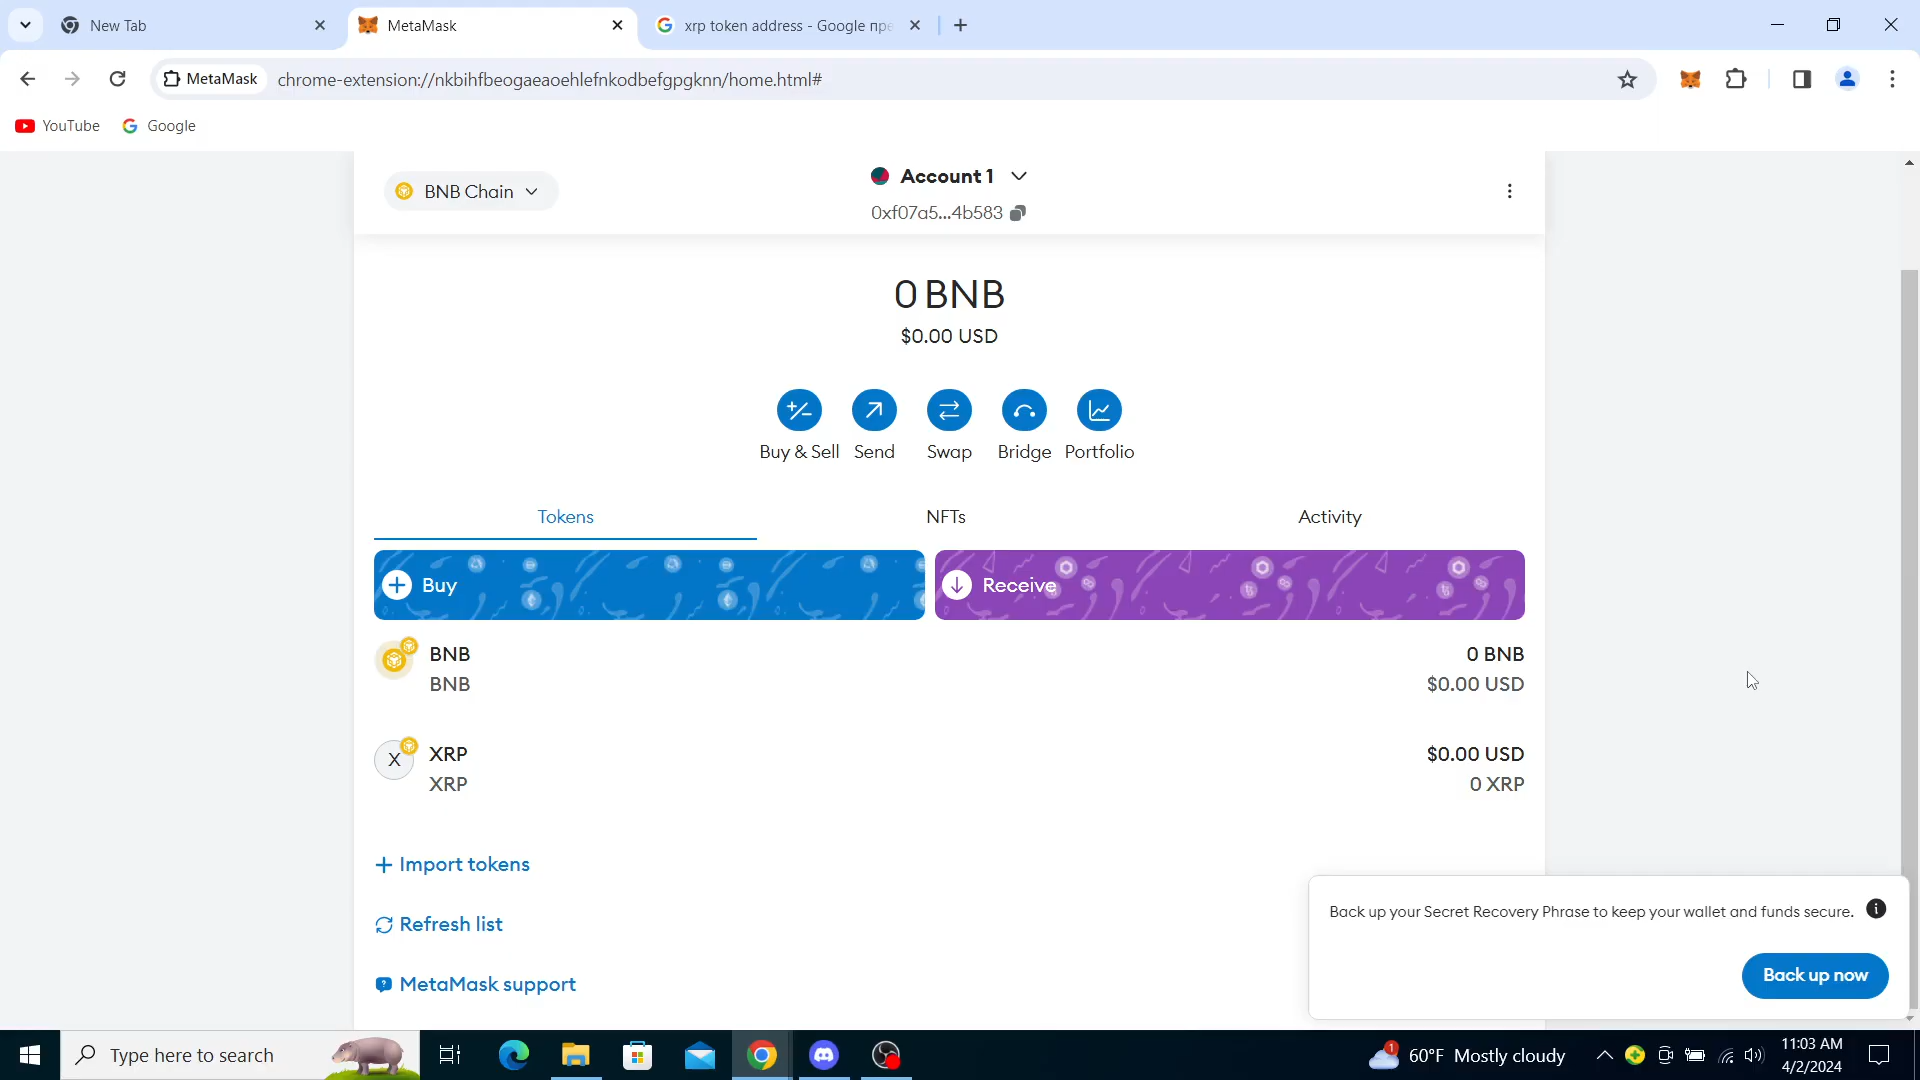 New Tab
MetaMask
xrp token address - Google пре
MetaMask
chrome-extension://nkbihfbeogaeaoehlefnkodbefgpgknn/home.html#
YouTube
Google
BNB Chain
Account 1
0xf07a5...4b583
0 BNB
$0.00 USD
Buy & Sell
Send
Swap
Bridge
Portfolio
Tokens
NFTs
Activity
Buy
Receive
BNB
0 BNB
BNB
$0.00 USD
X
XRP
$0.00 USD
XRP
0 XRP
Import tokens
Refresh list
MetaMask support
Back up your Secret Recovery Phrase to keep your wallet and funds secure.
Back up now
Type here to search
1
60°F Mostly cloudy
11:03 AM
4/2/2024